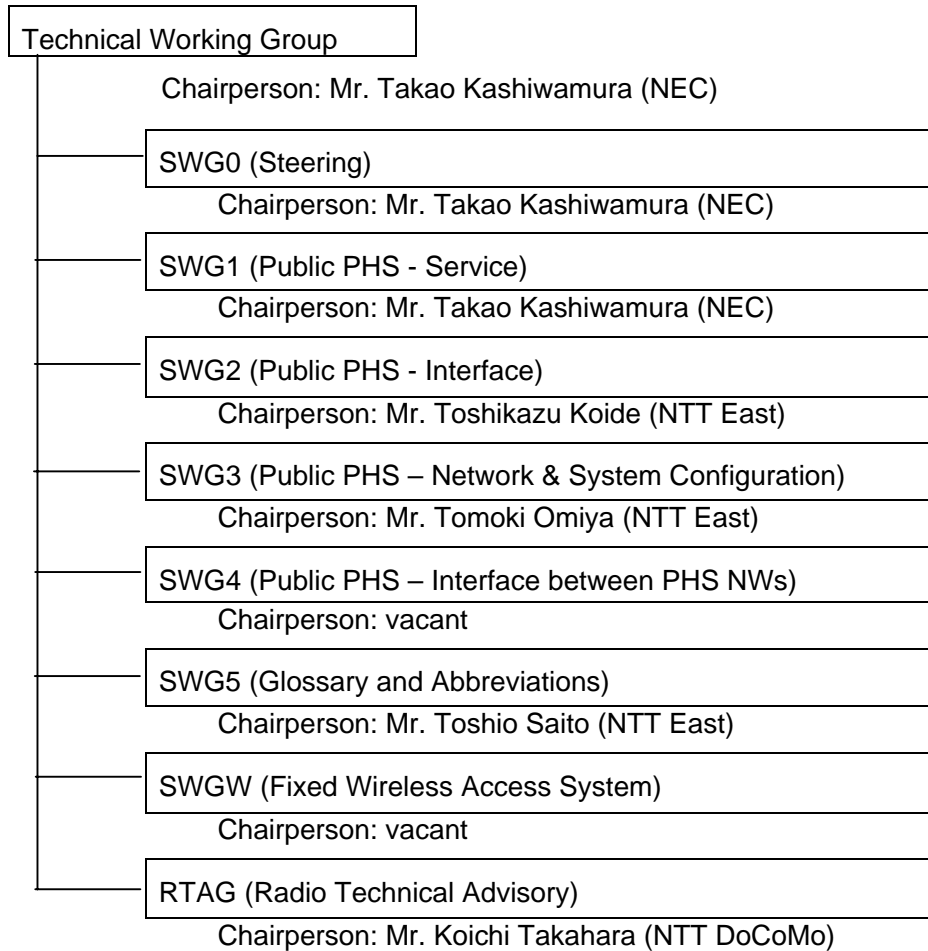 Technical Working Group
Chairperson: Mr. Takao Kashiwamura (NEC)
SWG0 (Steering)
Chairperson: Mr. Takao Kashiwamura (NEC)
SWG1 (Public PHS - Service)
Chairperson: Mr. Takao Kashiwamura (NEC)
SWG2 (Public PHS - Interface)
Chairperson: Mr. Toshikazu Koide (NTT East)
SWG3 (Public PHS – Network & System Configuration)
Chairperson: Mr. Tomoki Omiya (NTT East)
SWG4 (Public PHS – Interface between PHS NWs)
Chairperson: vacant
SWG5 (Glossary and Abbreviations)
Chairperson: Mr. Toshio Saito (NTT East)
SWGW (Fixed Wireless Access System)
Chairperson: vacant
RTAG (Radio Technical Advisory)
Chairperson: Mr. Koichi Takahara (NTT DoCoMo)